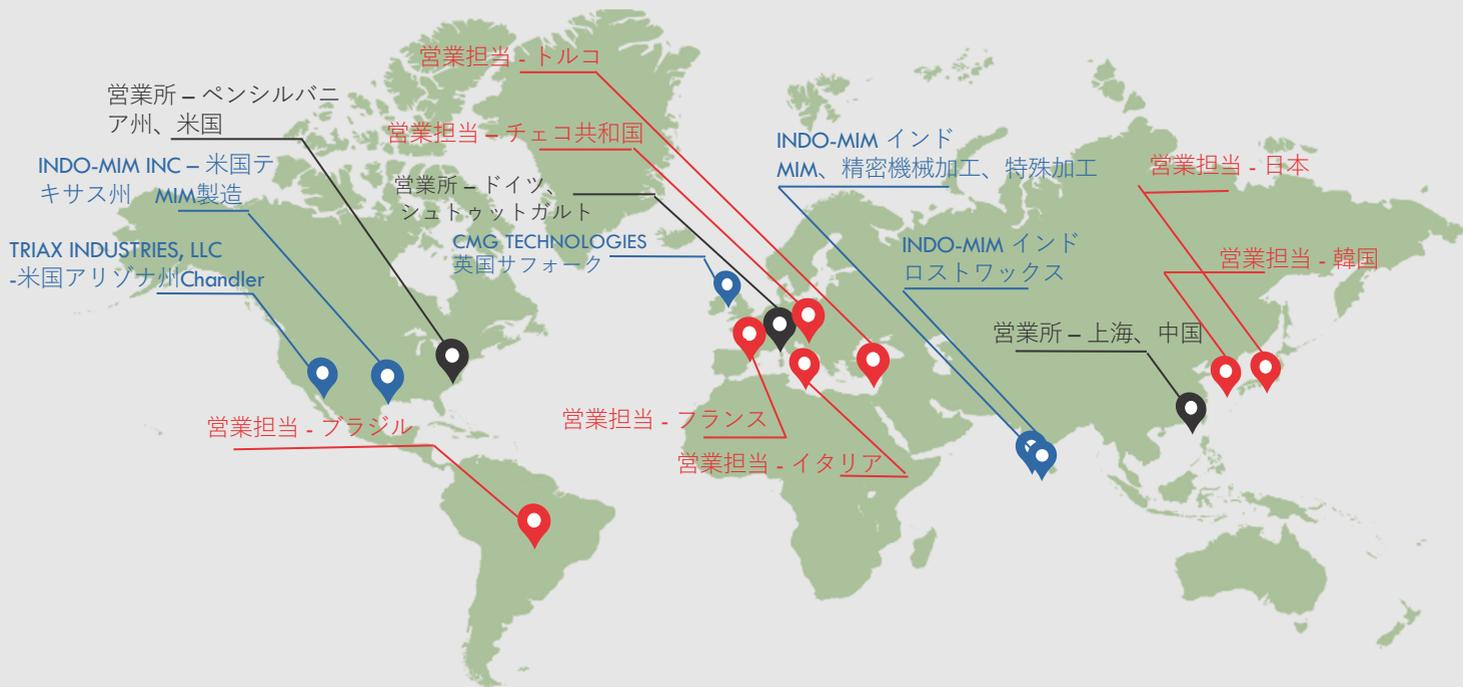 営業担当 - トルコ
営業所 – ペンシルバニ
ア州、米国
営業担当 – チェコ共和国
INDO-MIM INC – 米国テ
キサス州　MIM製造
営業所 – ドイツ、
シュトゥットガルト
TRIAX INDUSTRIES, LLC
-米国アリゾナ州Chandler
CMG TECHNOLOGIES
英国サフォーク
INDO-MIM インド
MIM、精密機械加工、特殊加工
営業担当 - 日本
INDO-MIM インド
ロストワックス
営業担当 - 韓国
営業所 – 上海、中国
営業担当 - ブラジル
営業担当 - フランス
営業担当 - イタリア